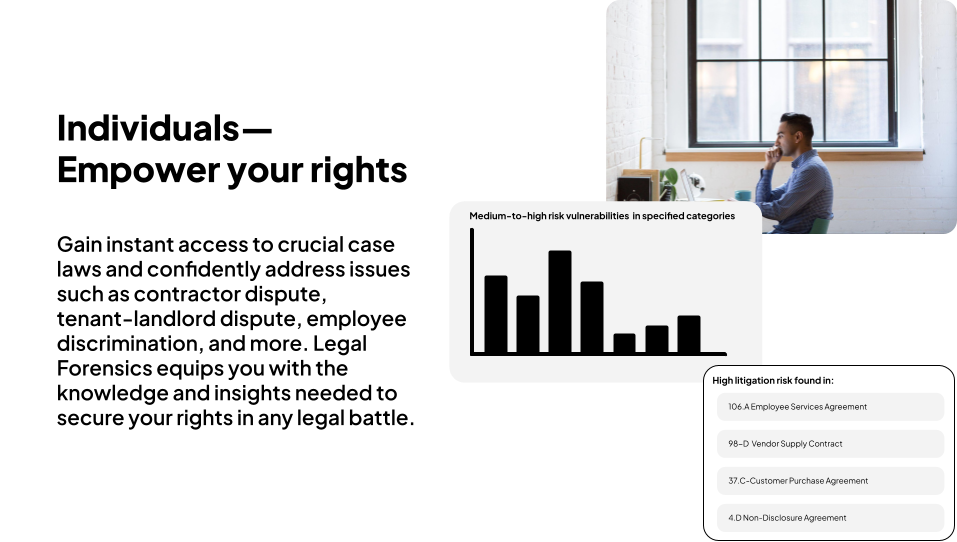 Individuals—
Empower your rights
Gain instant access to crucial case
laws and confidently address issues
such as contractor dispute,
tenant-landlord dispute, employee
discrimination, and more. Legal
Forensics equips you with the
knowledge and insights needed to
secure your rights in any legal battle.
Medium-to-high risk vulnerabilities in specified categories
High litigation risk found in:
106.A Employee Services Agreement
98-D Vendor Supply Contract
37.C-Customer Purchase Agreement
4.D Non-Disclosure Agreement